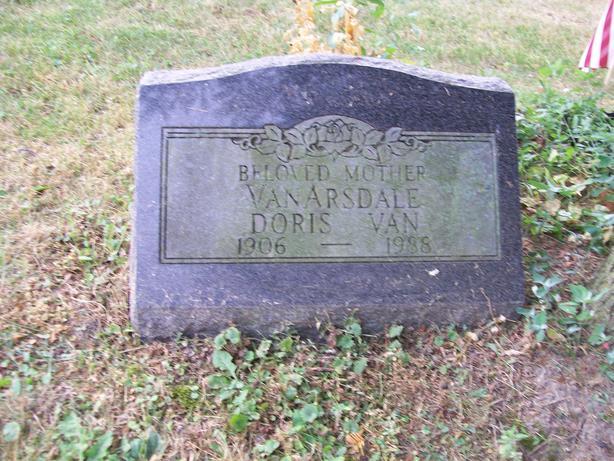 BELOVED MOTHER
VANARSDALE
DORIS VAN
1906 — 1988